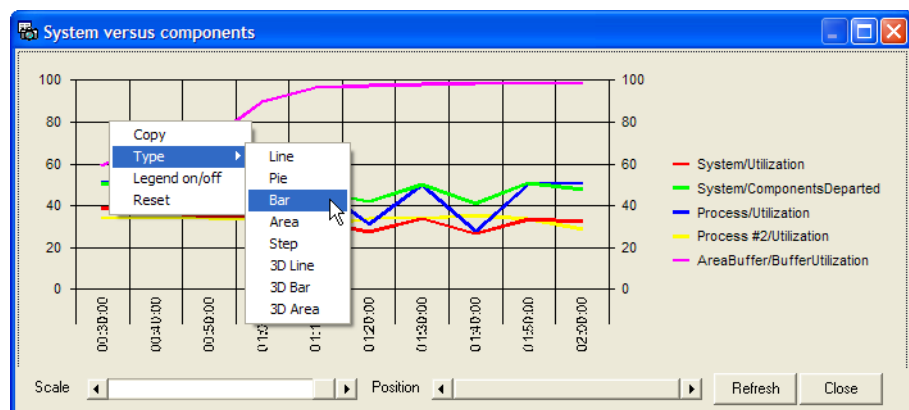 System versus components
100
100
80
80
60
60
40
40
20
20
0
0
Copy
Type
Legend on/off
Reset
Line
Pie
Bar
Area
Step
3D Line
3D Bar
3D Area
System/Utilization
System/ComponentsDeparted
Process/Utilization
Process #2/Utilization
AreaBuffer/BufferUtilization
00:30:00
00:40:00
00:50:00
01:20:00
01:30:00
01:40:00
01:50:00
02:00:00
Scale
Position
Refresh
Close